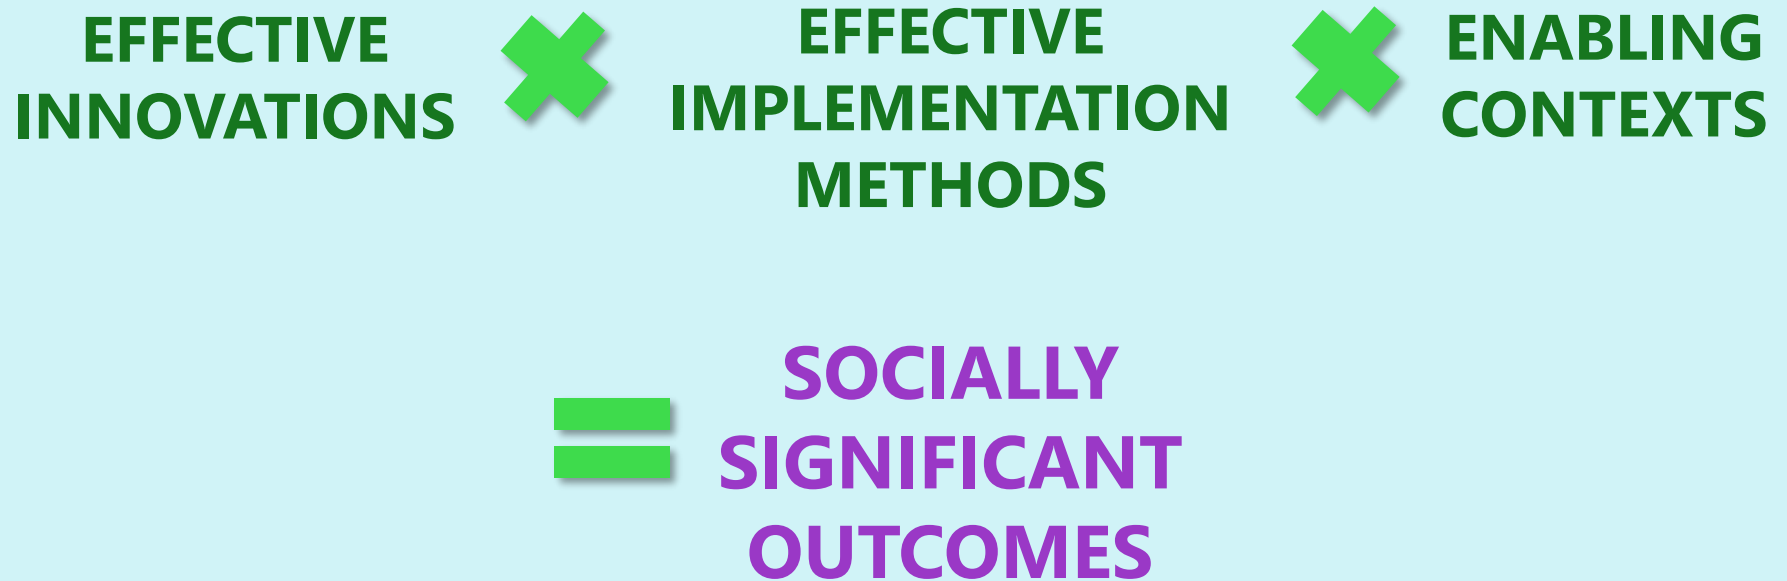 EFFECTIVE
INNOVATIONS
EFFECTIVE
IMPLEMENTATION
METHODS
ENABLING
CONTEXTS
SOCIALLY
SIGNIFICANT
OUTCOMES